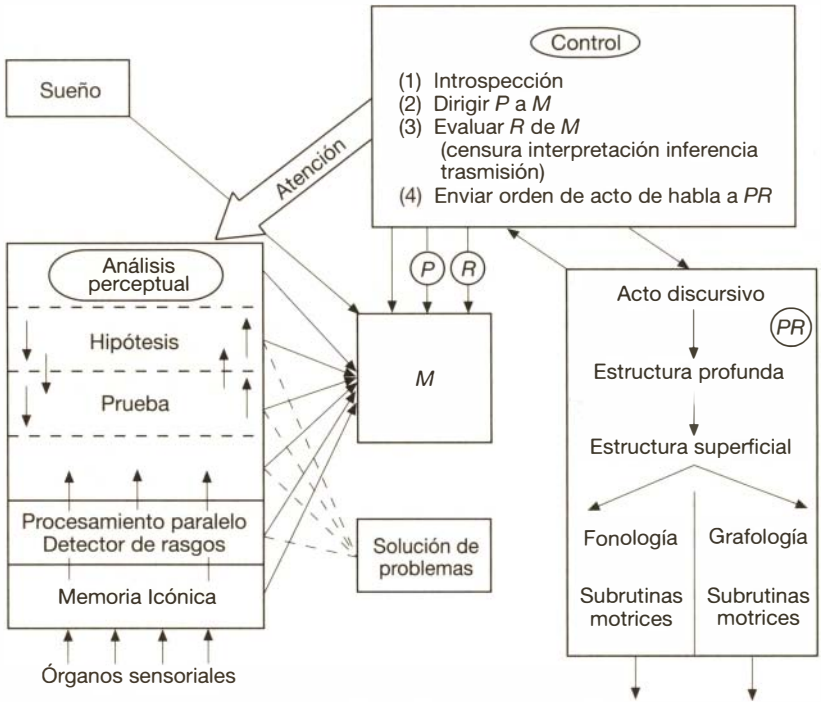 Control
(1) Introspección
(2) Dirigir P a M
(3) Evaluar R de M
(censura interpretación inferencia
trasmisión)
(4) Enviar orden de acto de habla a PR
Sueño
Atención
Análisis
perceptual
Hipótesis
Prueba
Procesamiento paralelo
Detector de rasgos
Memoria Icónica
Órganos sensoriales
P
R
M
Solución de
problemas
Acto discursivo
PR
Estructura profunda
Estructura superficial
Fonología
Subrutinas
motrices
Grafología
Subrutinas
motrices